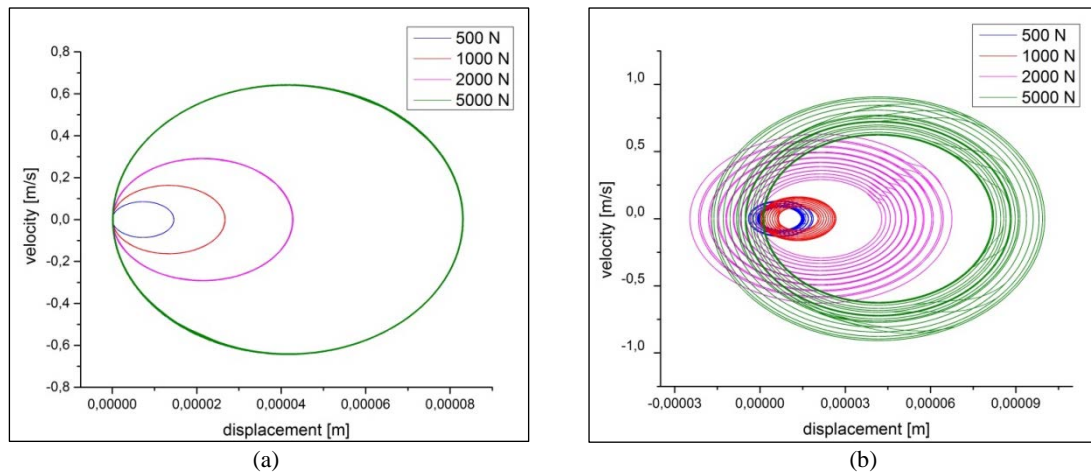 500 N
1000 N
2000 N
5000 N
0,8
0,6
0,4
0,2
0,0
-0,2
-0,4
-0,6
-0,8
velocity [m/s]
0,00000 0,00002 0,00004 0,00006 0,00008
displacement [m]
(a)
500 N
1000 N
2000 N
5000 N
1,0
0,5
0,0
-0,5
-1,0
velocity [m/s]
-0,00003 0,00000 0,00003 0,00006 0,00009
displacement [m]
(b)